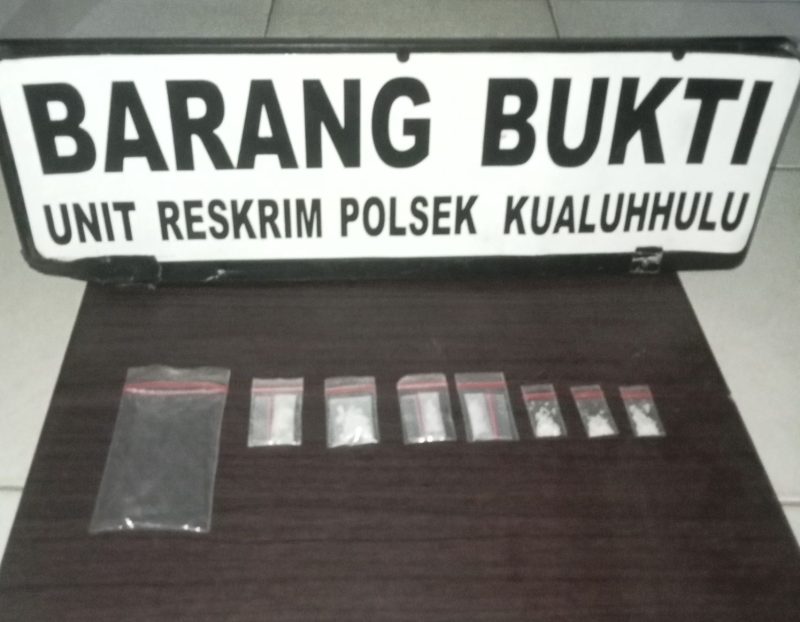 BARANG BUKTI
UNIT RESKRIM POLSEK KUALUHHULU